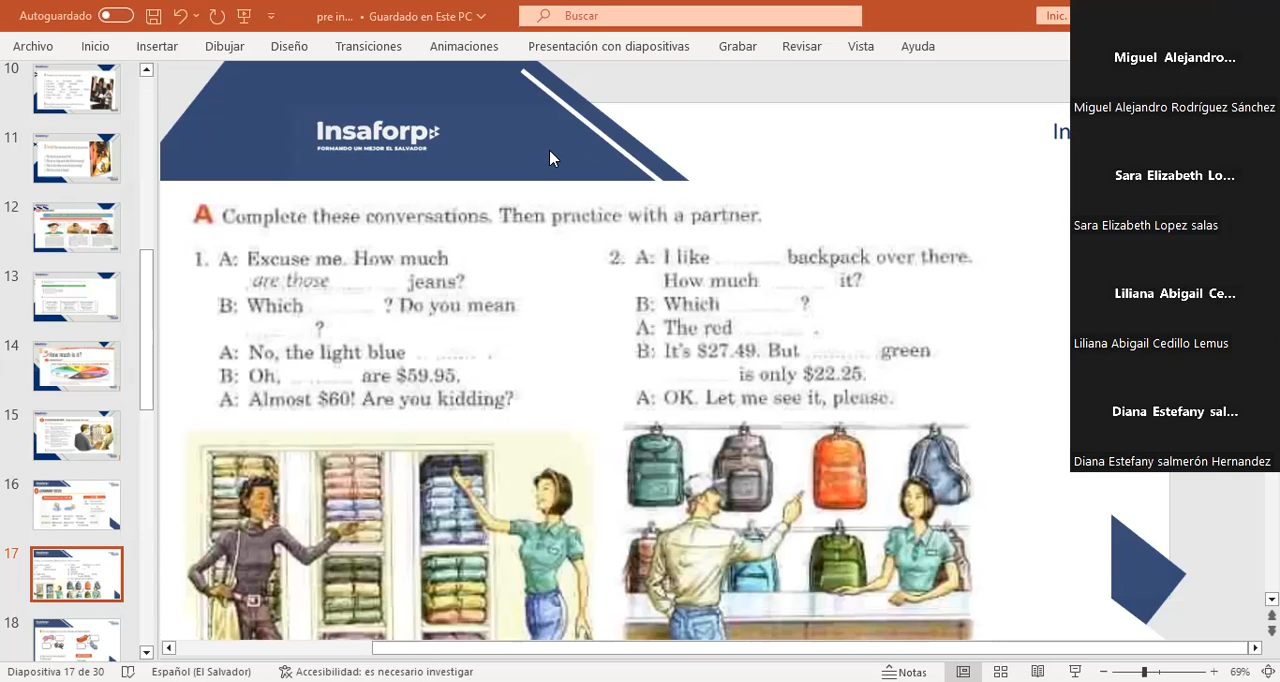 Autoguardado
pre in... • Guardado en Este PC
Buscar
Inic.
Archivo Inicio Insertar Dibujar Diseño Transiciones Animaciones Presentación con diapositivas Grabar Revisar Vista Ayuda
10
11
12
13
14
15
16
17
18
Insaforp
FORMANDO UN MEJOR EL SALVADOR
In
A Complete these conversations. Then practice with a partner.
1. A: Excuse me. How much
are those jeans?
B: Which ? Do you mean
?
A: No, the light blue .
B: Oh, are $59.95.
A: Almost $60! Are you kidding?
2. A: I like backpack over there.
How much it?
B: Which ?
A: The red .
B: It's $27.49. But green
is only $22.25.
A: OK. Let me see it, please.
Miguel Alejandro...
Miguel Alejandro Rodríguez Sánchez
Sara Elizabeth Lo...
Sara Elizabeth Lopez salas
Liliana Abigail Ce...
Liliana Abigail Cedillo Lemus
Diana Estefany sal...
Diana Estefany salmerón Hernandez
Diapositiva 17 de 30 Español (El Salvador) Accesibilidad: es necesario investigar Notas 69%